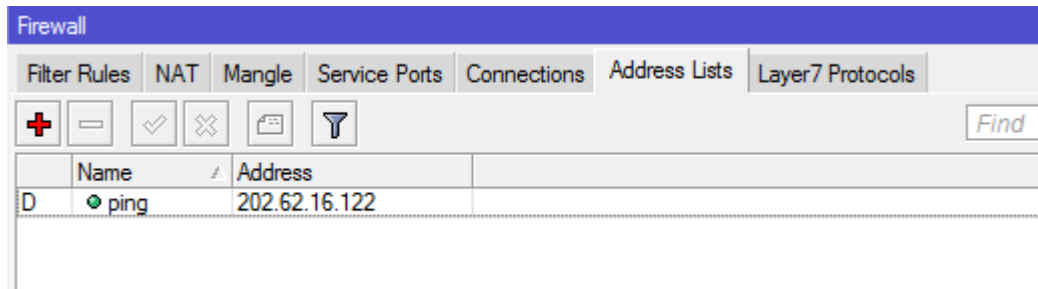 Firewall
Filter Rules NAT Mangle Service Ports Connections Address Lists Layer7 Protocols
Find
Name Address
D ping 202.62.16.122